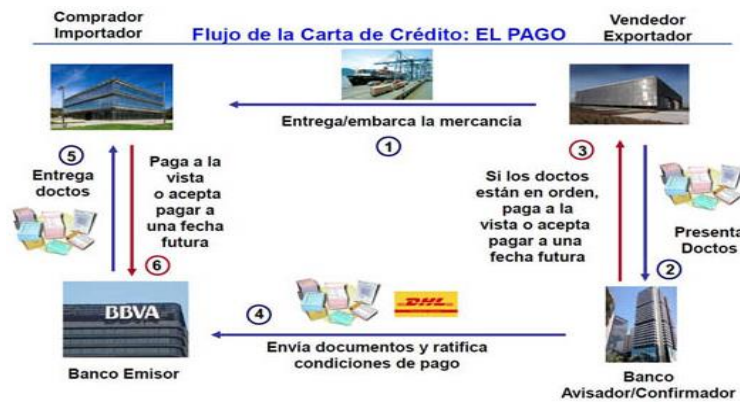 Comprador
Importador
Flujo de la Carta de Crédito: EL PAGO
Vendedor
Exportador
Entrega/embarca la mercancía
1
5
Entrega
doctos
Paga a la
vista
o acepta
pagar a
una fecha
futura
6
3
Si los doctos
están en orden,
paga a la
vista o acepta
pagar a una
fecha futura
Presenta
Doctos
2
4
DHL
Envía documentos y ratifica
condiciones de pago
BBVA
Banco Emisor
Banco
Avisador/Confirmador